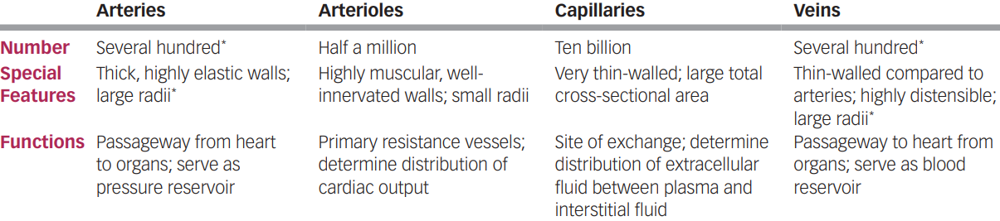 Arteries Arterioles Capillaries Veins
Number Several hundred* Half a million Ten billion Several hundred*
Special Features Thick, highly elastic walls; large radii* Highly muscular, well-innervated walls; small radii Very thin-walled; large total cross-sectional area Thin-walled compared to arteries; highly distensible; large radii*
Functions Passageway from heart to organs; serve as pressure reservoir Primary resistance vessels; determine distribution of cardiac output Site of exchange; determine distribution of extracellular fluid between plasma and interstitial fluid Passageway to heart from organs; serve as blood reservoir